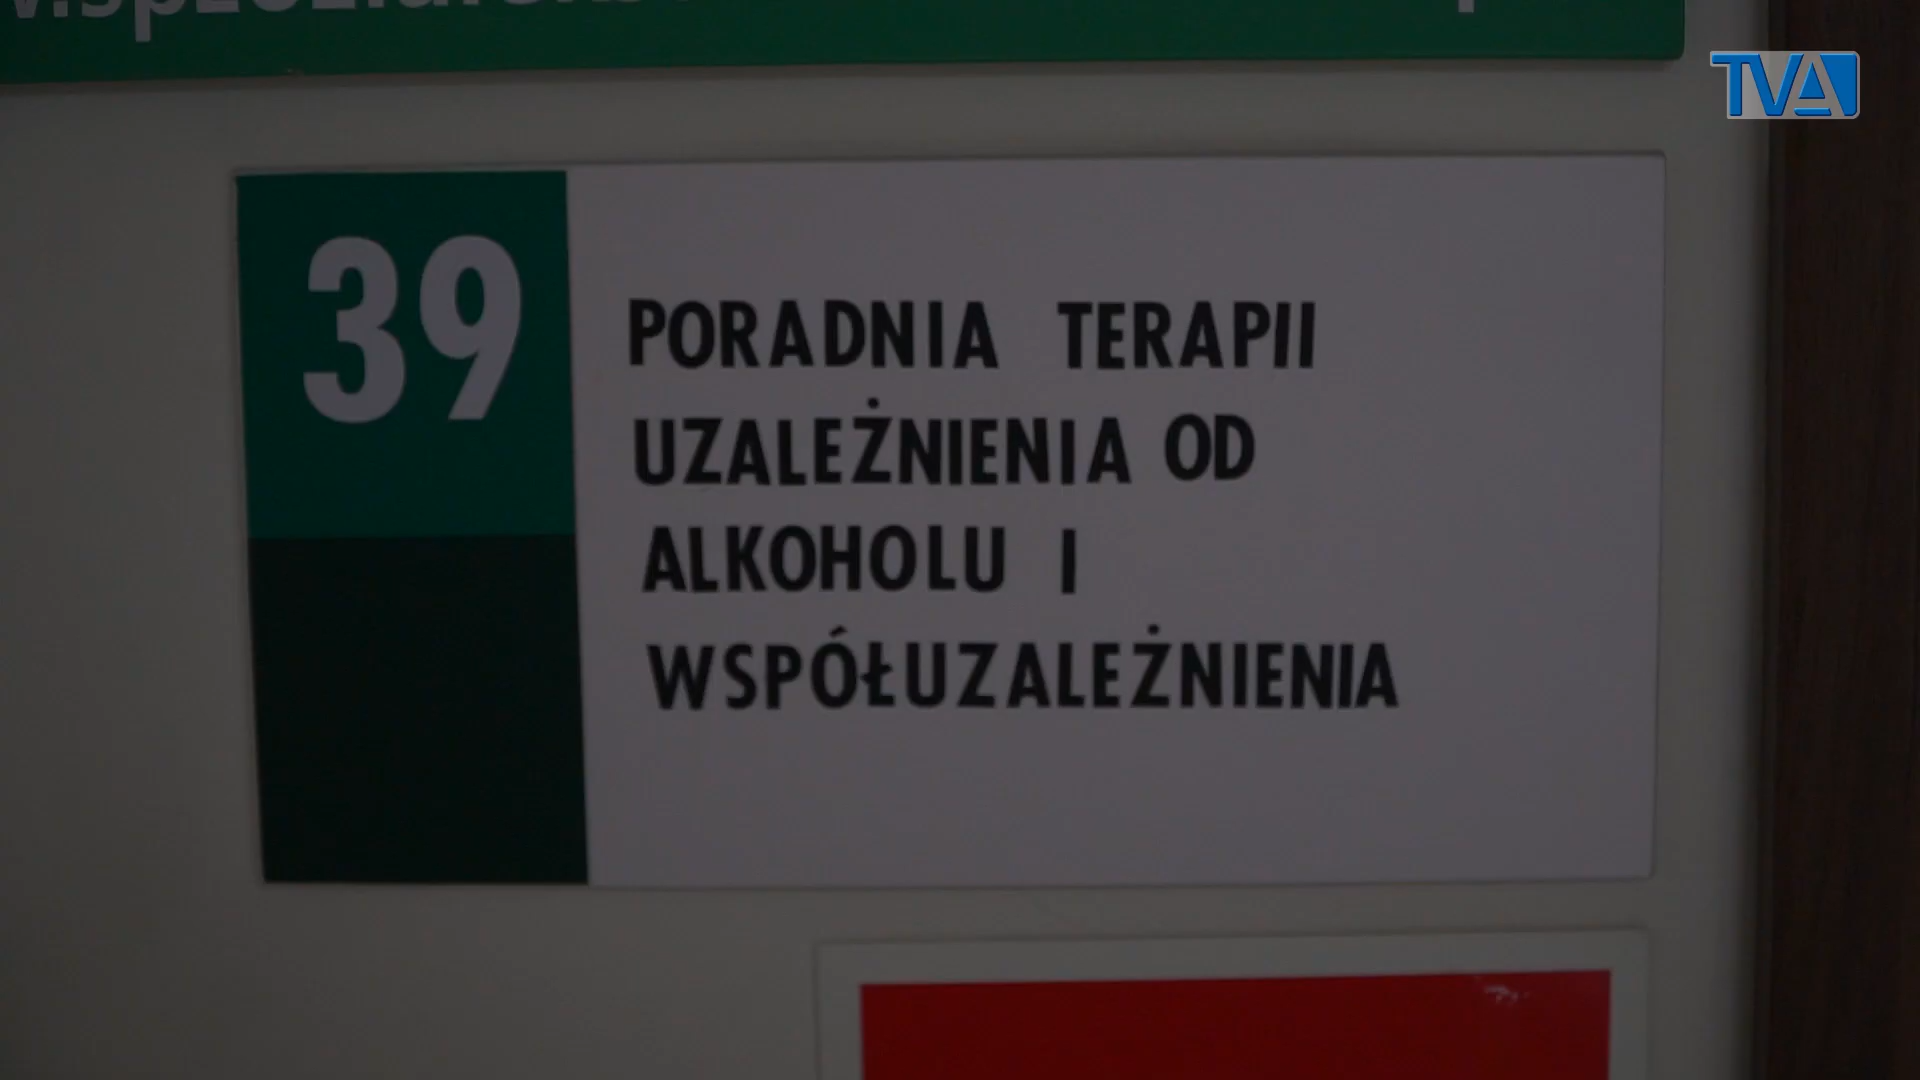 TVA
39
PORADNIA TERAPII
UZALEŻNIENIA OD
ALKOHOLU I
WSPÓŁUZALEŻNIENIA